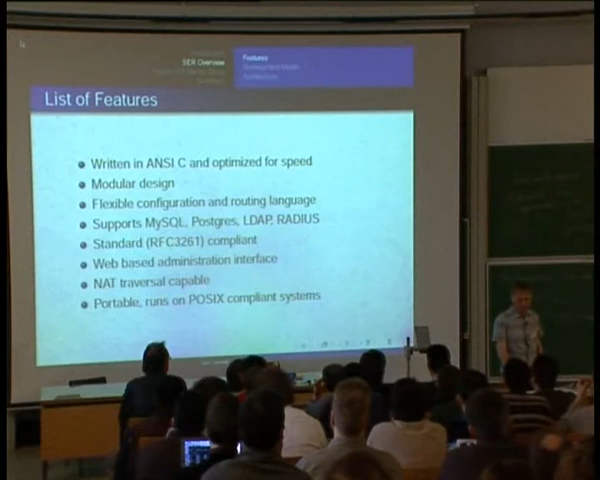 SER Overview
Features
List of Features
Written in ANSI C and optimized for speed
Modular design
Flexible configuration and routing language
Supports MySQL, Postgres, LDAP, RADIUS
Standard (RFC3261) compliant
Web based administration interface
NAT traversal capable
Portable, runs on POSIX compliant systems